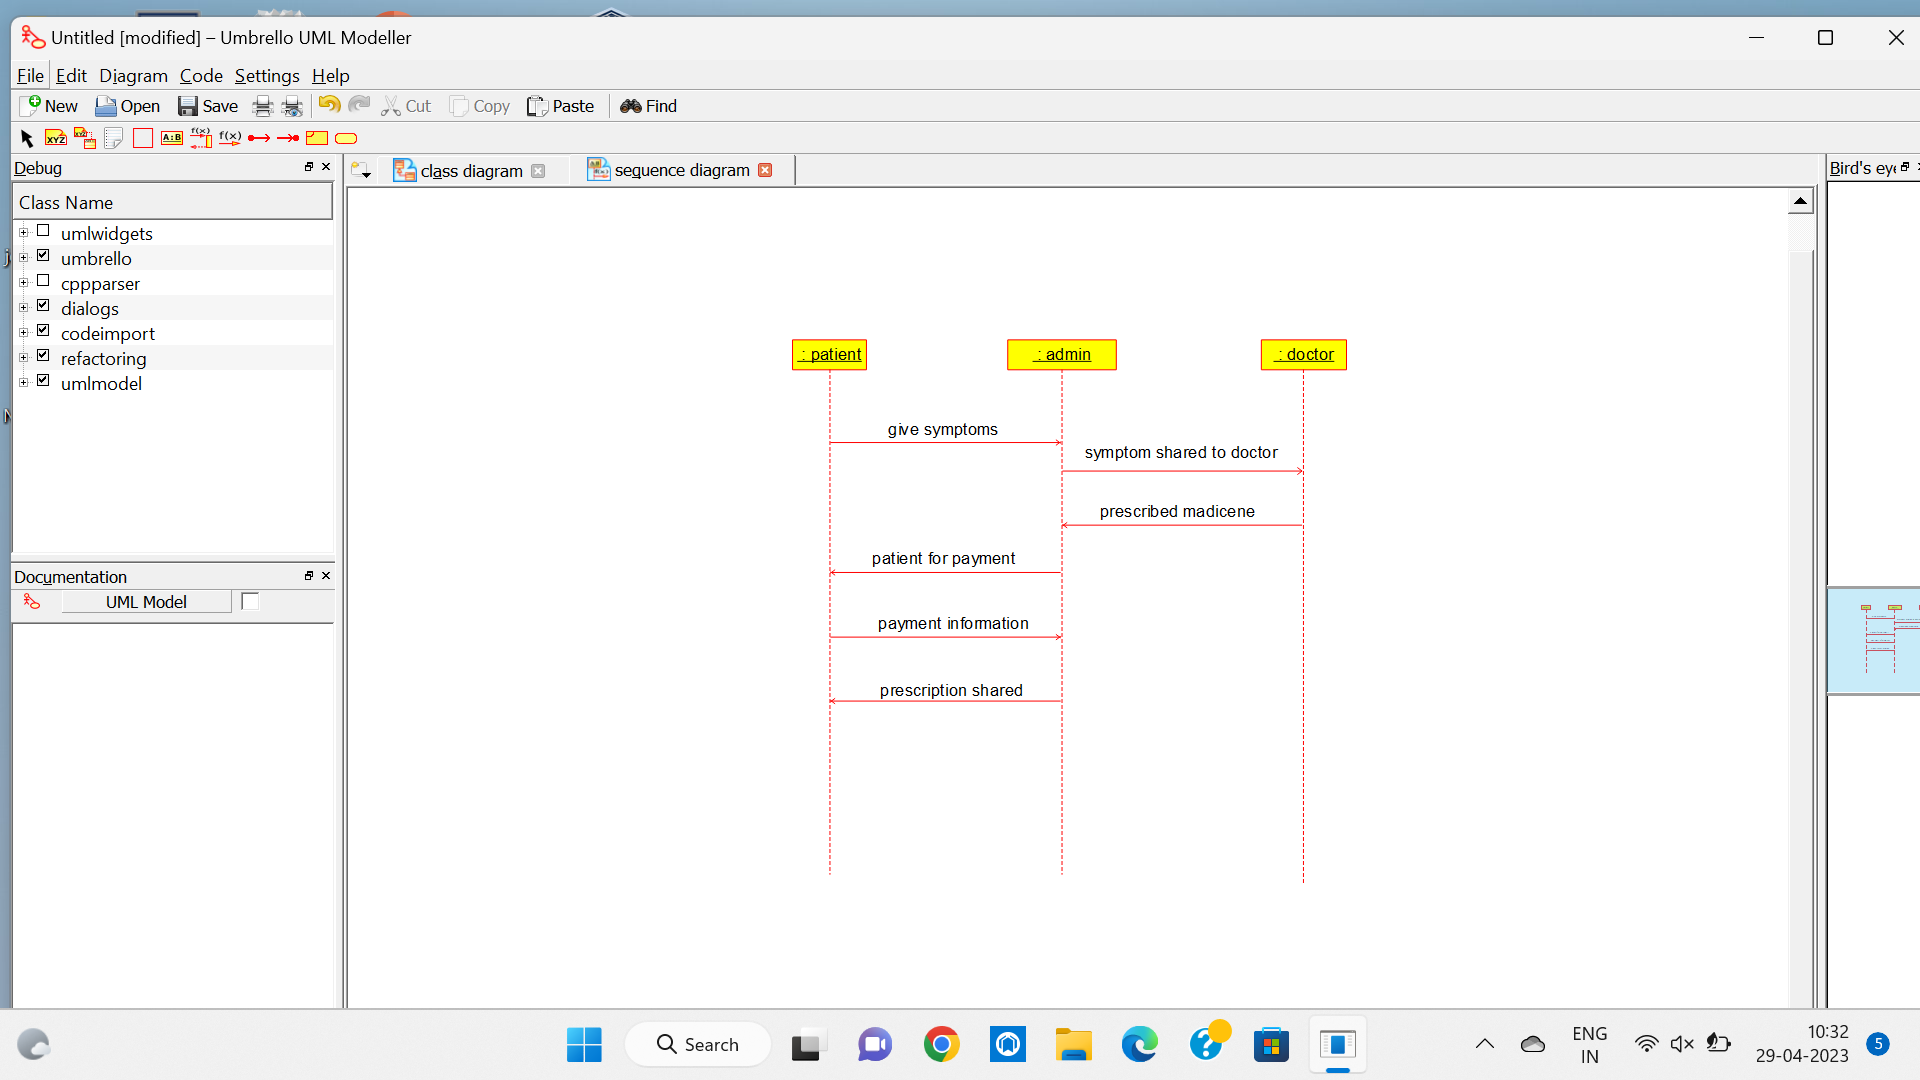 Untitled [modified] – Umbrello UML Modeller
File Edit Diagram Code Settings Help
New Open Save Cut Copy Paste Find
XYZ XYZ A:B f(x) f(x)
Debug
Class Name
umlwidgets
umbrello
cppparser
dialogs
codeimport
refactoring
umlmodel
Documentation
UML Model
class diagram sequence diagram
Bird's eye
: patient : admin : doctor
give symptoms
symptom shared to doctor
prescribed madicene
patient for payment
payment information
prescription shared
Search
ENG
IN
10:32
29-04-2023
5